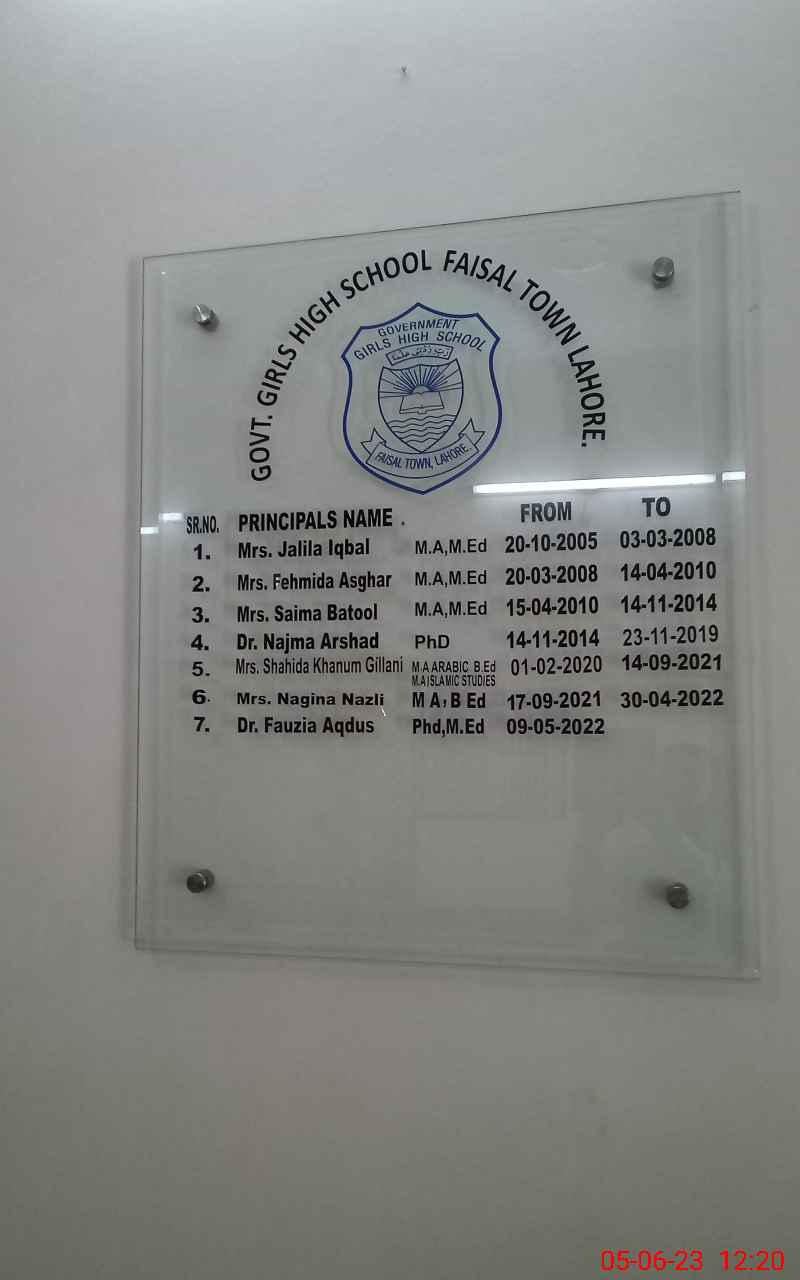 GOVT. GIRLS HIGH SCHOOL FAISAL TOWN LAHORE.
GOVERNMENT
GIRLS HIGH SCHOOL
FAISAL TOWN, LAHORE.
SR.NO. PRINCIPALS NAME . FROM TO
1. Mrs. Jalila Iqbal M.A,M.Ed 20-10-2005 03-03-2008
2. Mrs. Fehmida Asghar M.A,M.Ed 20-03-2008 14-04-2010
3. Mrs. Saima Batool M.A,M.Ed 15-04-2010 14-11-2014
4. Dr. Najma Arshad PhD 14-11-2014 23-11-2019
5. Mrs. Shahida Khanum Gillani M.A ARABIC B.Ed 01-02-2020 14-09-2021
M.A ISLAMIC STUDIES
6. Mrs. Nagina Nazli M A, B Ed 17-09-2021 30-04-2022
7. Dr. Fauzia Aqdus Phd,M.Ed 09-05-2022
05-06-23 12:20